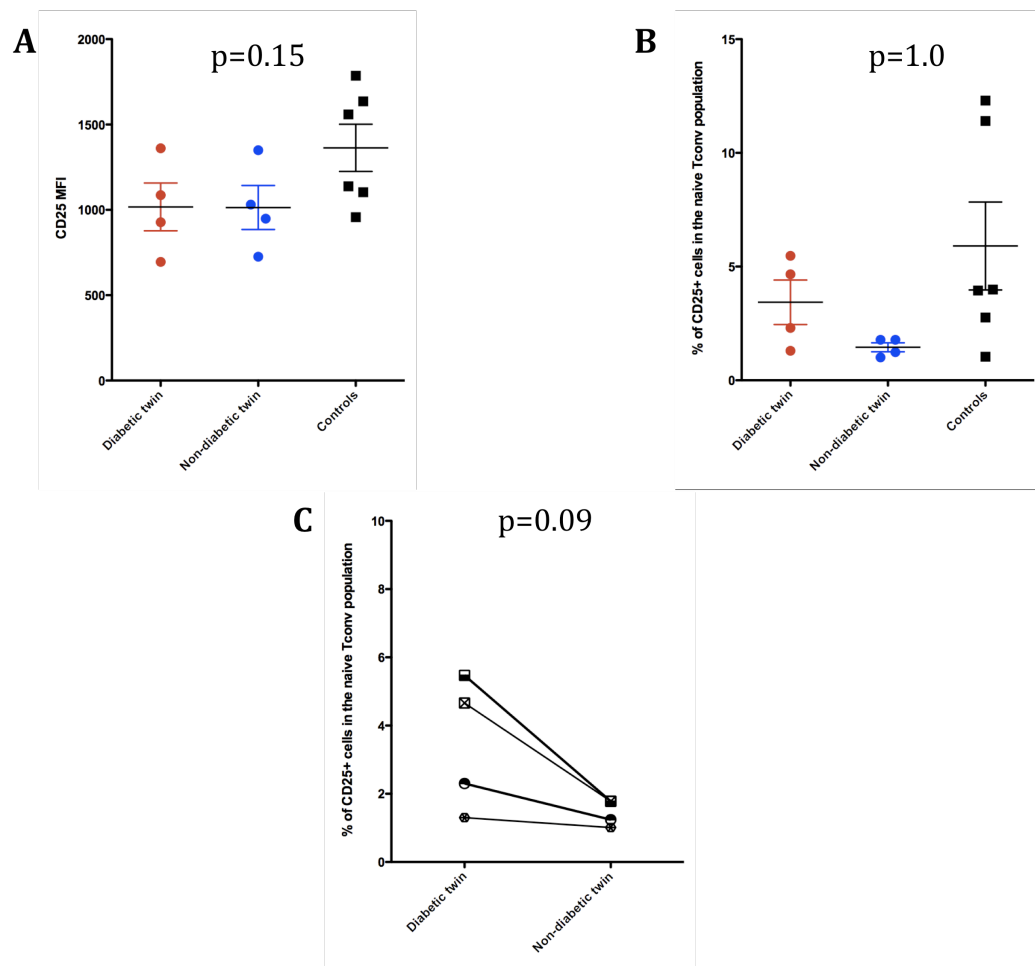 A
p=0.15
CD25 MFI
2000
1500
1000
500
0
Diabetic twin
Non-diabetic twin
Controls
B
p=1.0
% of CD25+ cells in the naive Tconv population
15
10
5
0
Diabetic twin
Non-diabetic twin
Controls
C
p=0.09
% of CD25+ cells in the naive Tconv population
10
8
6
4
2
0
Diabetic twin
Non-diabetic twin